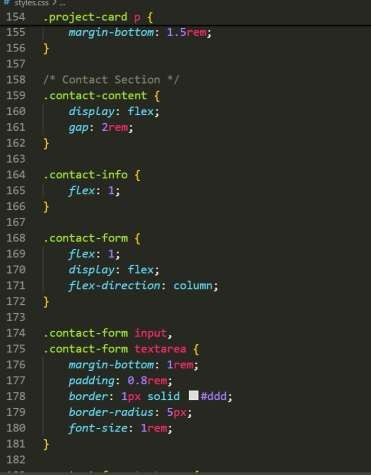 # styles.css > ...
154 .project-card p {
155     margin-bottom: 1.5rem;
156 }
157
158 /* Contact Section */
159 .contact-content {
160     display: flex;
161     gap: 2rem;
162 }
163
164 .contact-info {
165     flex: 1;
166 }
167
168 .contact-form {
169     flex: 1;
170     display: flex;
171     flex-direction: column;
172 }
173
174 .contact-form input,
175 .contact-form textarea {
176     margin-bottom: 1rem;
177     padding: 0.8rem;
178     border: 1px solid #ddd;
179     border-radius: 5px;
180     font-size: 1rem;
181 }
182